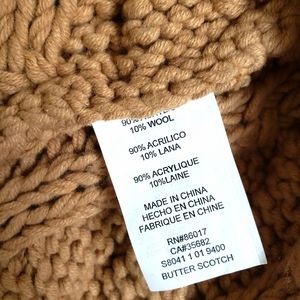 90%
10% WOOL
90% ACRILICO
10% LANA
90% ACRYLIQUE
10%LAINE
MADE IN CHINA
HECHO EN CHINA
FABRIQUE EN CHINE
RN#86017
CA#35682
S8041 1 01 9400
BUTTER SCOTCH